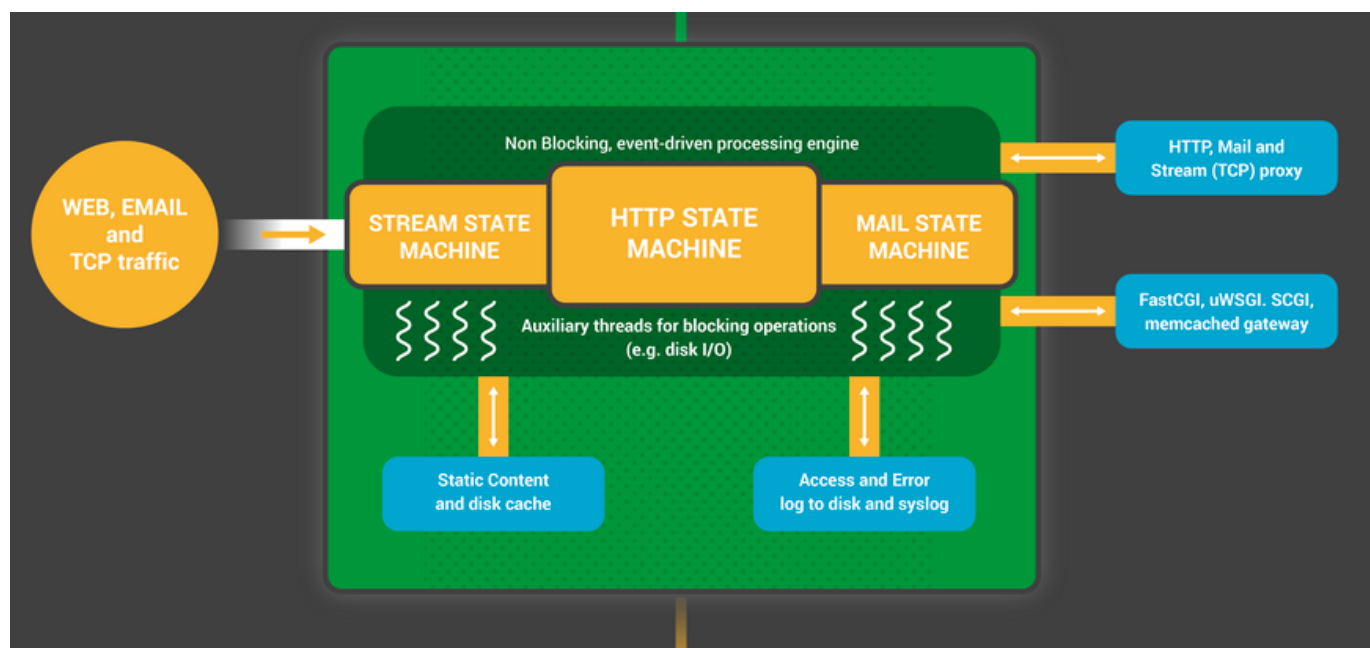 Non Blocking, event-driven processing engine
WEB, EMAIL
and
TCP traffic
STREAM STATE
MACHINE
HTTP STATE
MACHINE
MAIL STATE
MACHINE
Auxiliary threads for blocking operations
(e.g. disk I/O)
HTTP, Mail and
Stream (TCP) proxy
FastCGI, uWSGI. SCGI,
memcached gateway
Static Content
and disk cache
Access and Error
log to disk and syslog